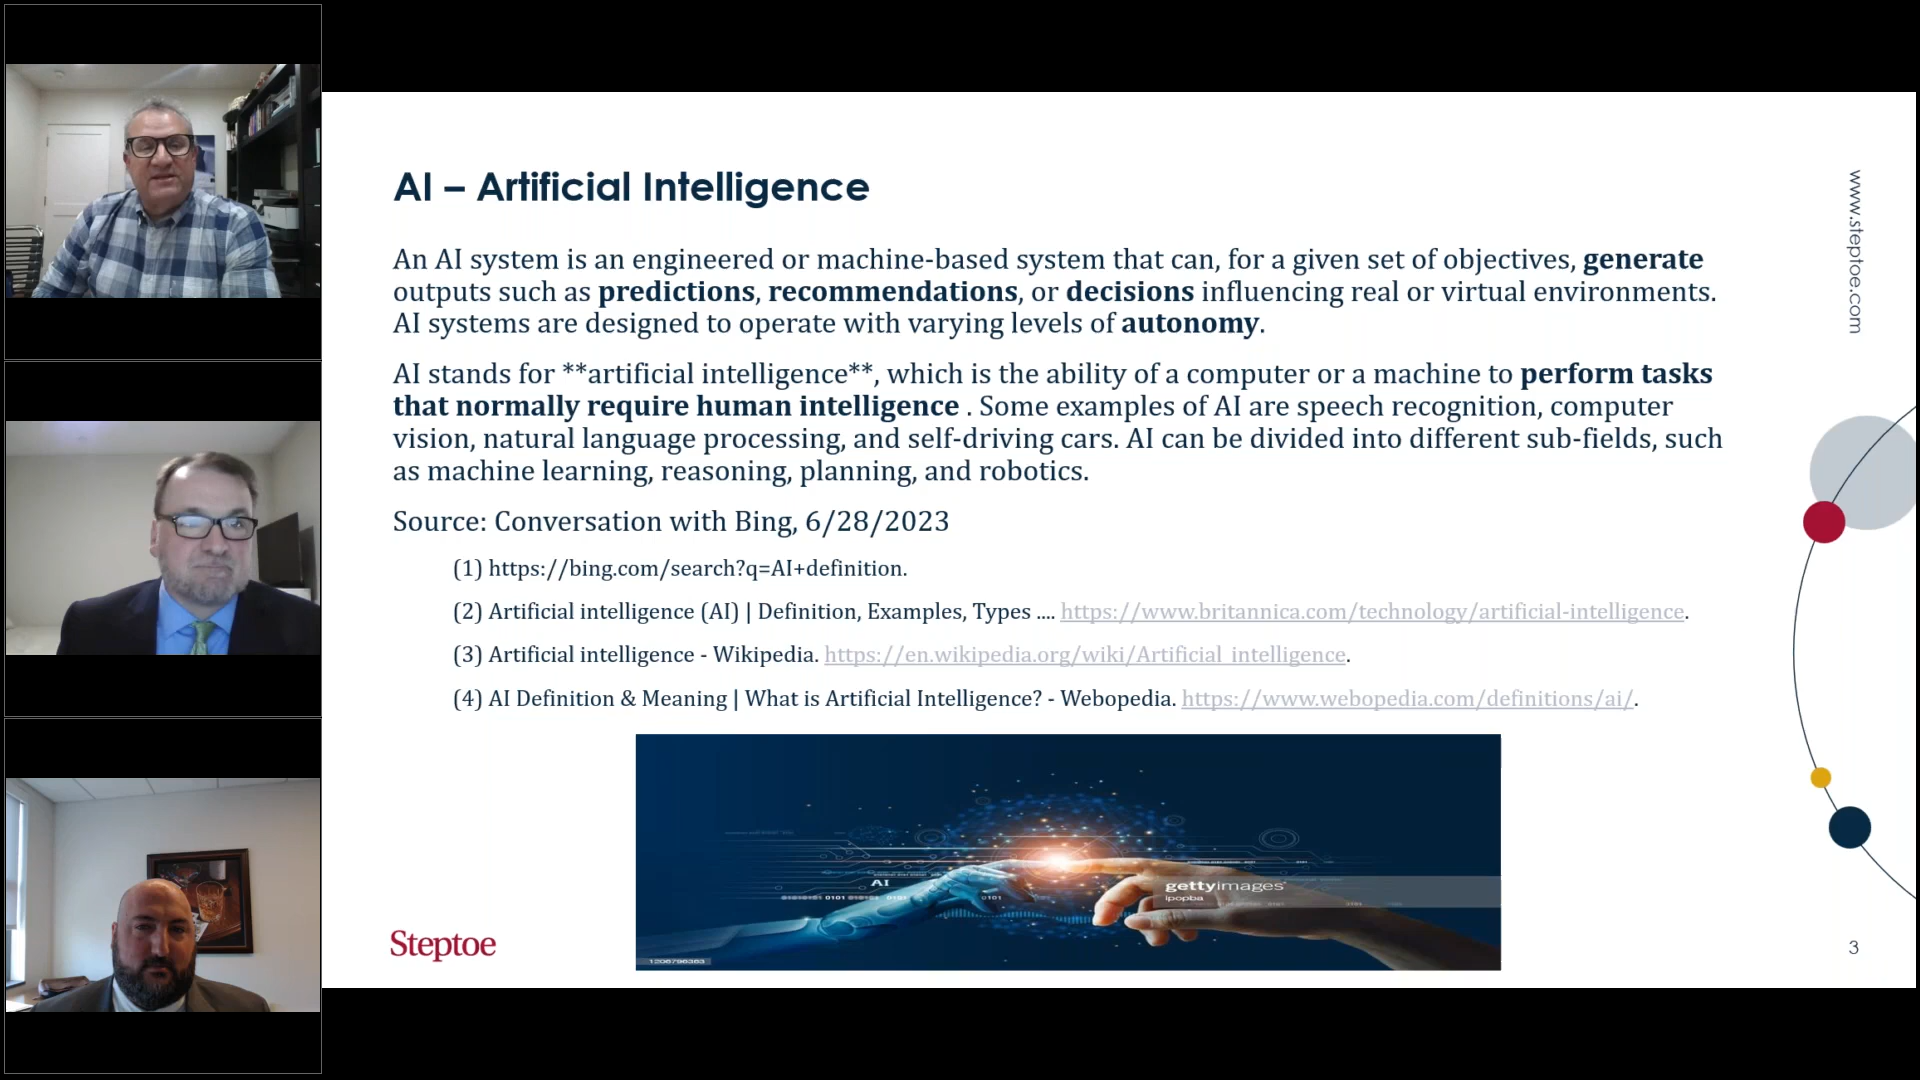 AI – Artificial Intelligence
An AI system is an engineered or machine-based system that can, for a given set of objectives, generate
outputs such as predictions, recommendations, or decisions influencing real or virtual environments.
AI systems are designed to operate with varying levels of autonomy.
AI stands for **artificial intelligence**, which is the ability of a computer or a machine to perform tasks
that normally require human intelligence . Some examples of AI are speech recognition, computer
vision, natural language processing, and self-driving cars. AI can be divided into different sub-fields, such
as machine learning, reasoning, planning, and robotics.
Source: Conversation with Bing, 6/28/2023
(1) https://bing.com/search?q=AI+definition.
(2) Artificial intelligence (AI) | Definition, Examples, Types .... https://www.britannica.com/technology/artificial-intelligence.
(3) Artificial intelligence - Wikipedia. https://en.wikipedia.org/wiki/Artificial_intelligence.
(4) AI Definition & Meaning | What is Artificial Intelligence? - Webopedia. https://www.webopedia.com/definitions/ai/.
www.steptoe.com
AI
0101
0101
gettyimages
ipopba
Steptoe
3